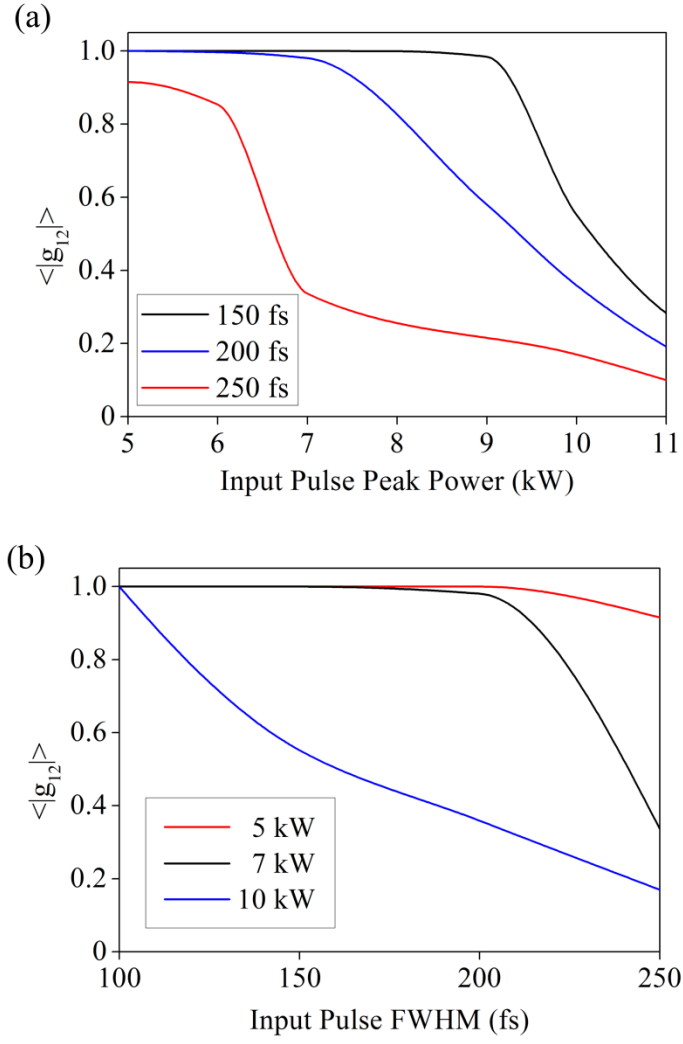 (a)
1.0
0.8
0.6
0.4
0.2
0
<|g12|>
150 fs
200 fs
250 fs
5 6 7 8 9 10 11
Input Pulse Peak Power (kW)
(b)
1.0
0.8
0.6
0.4
0.2
0
<|g12|>
5 kW
7 kW
10 kW
100 150 200 250
Input Pulse FWHM (fs)